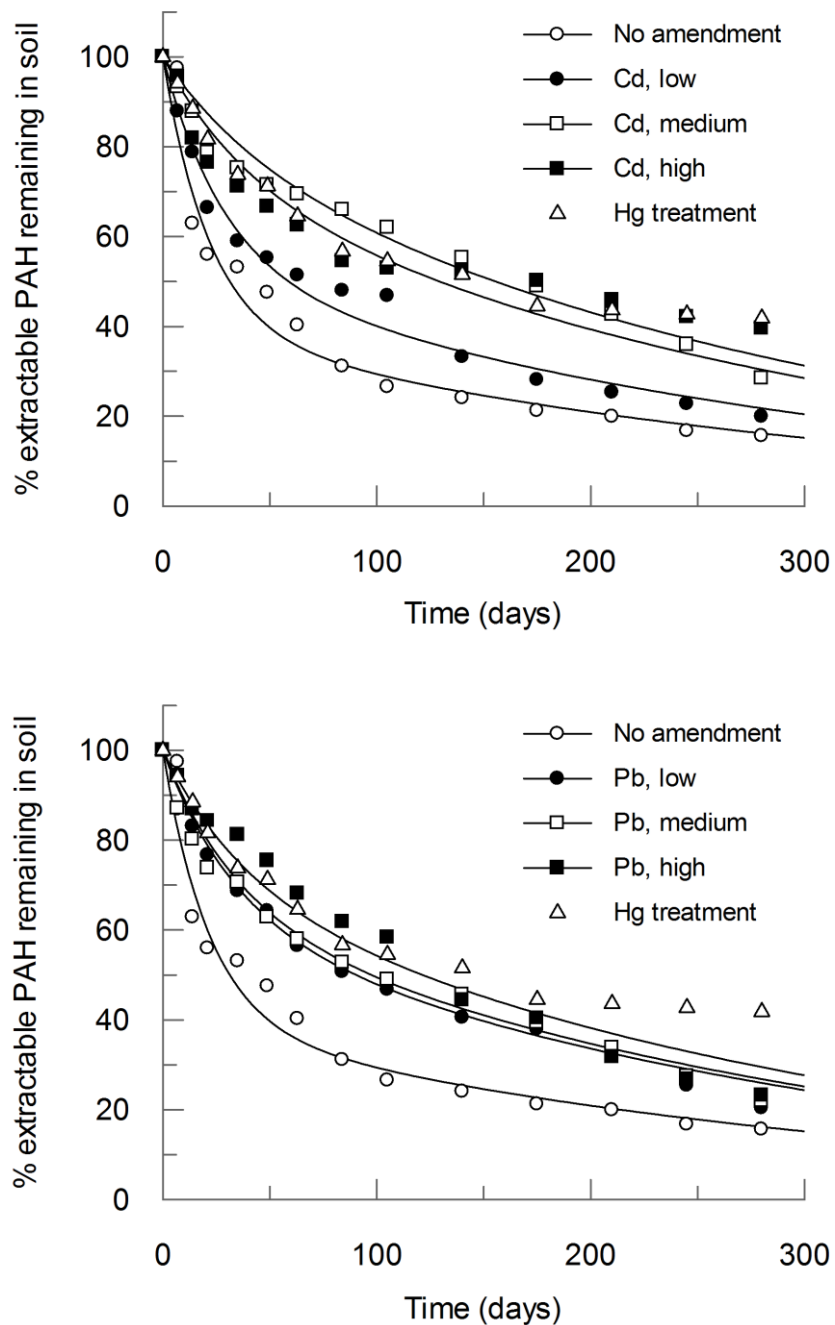 % extractable PAH remaining in soil
100
80
60
40
20
0
0
100
200
300
Time (days)
No amendment
Cd, low
Cd, medium
Cd, high
Hg treatment
% extractable PAH remaining in soil
100
80
60
40
20
0
0
100
200
300
Time (days)
No amendment
Pb, low
Pb, medium
Pb, high
Hg treatment